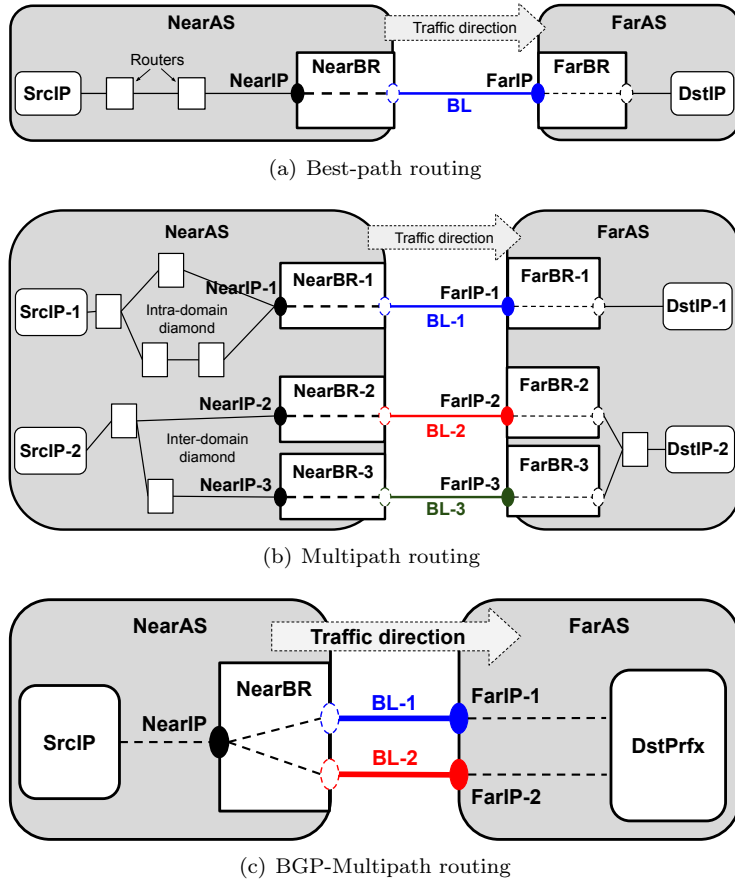 NearAS
Traffic direction
FarAS
Routers
SrcIP
NearIP
NearBR
BL
FarIP
FarBR
DstIP
(a) Best-path routing
NearAS
Traffic direction
FarAS
SrcIP-1
Intra-domain
diamond
NearIP-1
NearBR-1
BL-1
FarIP-1
FarBR-1
DstIP-1
SrcIP-2
Inter-domain
diamond
NearIP-2
NearBR-2
BL-2
FarIP-2
FarBR-2
DstIP-2
NearIP-3
NearBR-3
BL-3
FarIP-3
FarBR-3
(b) Multipath routing
NearAS
Traffic direction
FarAS
SrcIP
NearIP
NearBR
BL-1
FarIP-1
BL-2
FarIP-2
DstPrfx
(c) BGP-Multipath routing